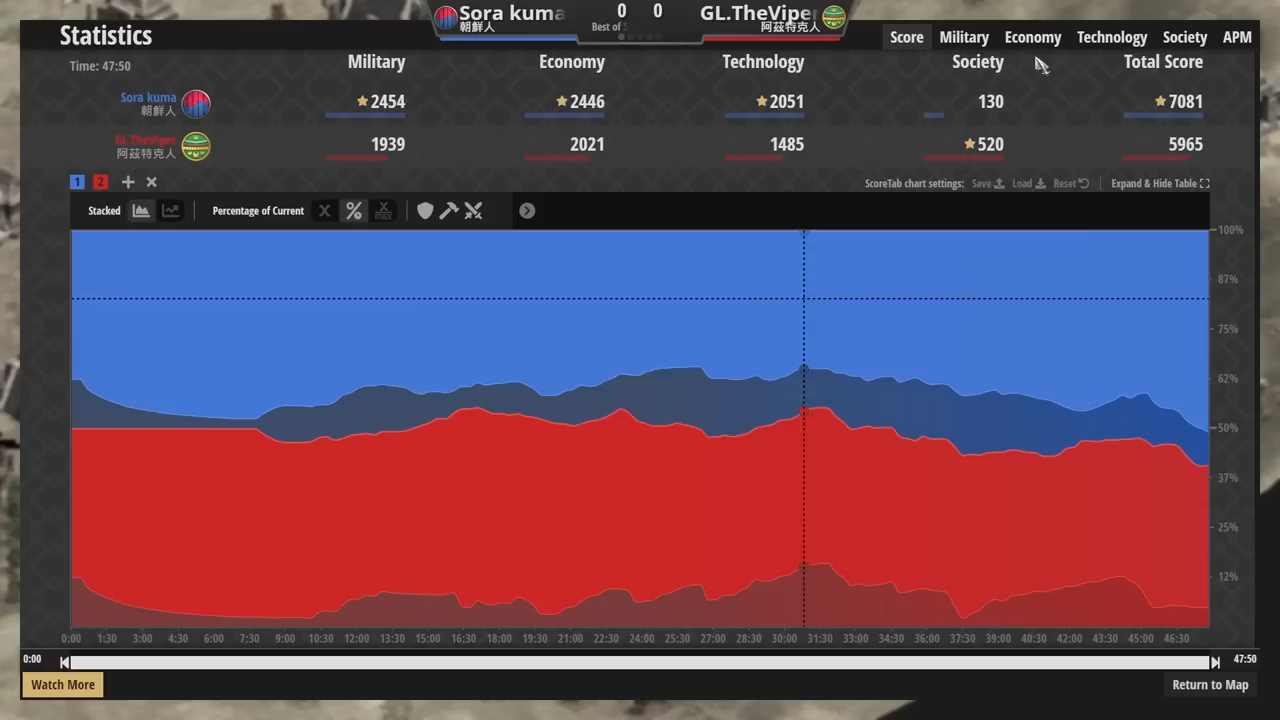 Sora kuma
朝鮮人
0 0
Best of
GL.TheViper
阿茲特克人
Statistics
Score Military Economy Technology Society APM
Time: 47:50
Military Economy Technology Society Total Score
Sora kuma
朝鮮人
2454 2446 2051 130 7081
GL.TheViper
阿茲特克人
1939 2021 1485 520 5965
1 2
ScoreTab chart settings: Save Load Reset Expand & Hide Table
Stacked Percentage of Current X % X max
100%
87%
75%
62%
50%
37%
25%
12%
0:00 1:30 3:00 4:30 6:00 7:30 9:00 10:30 12:00 13:30 15:00 16:30 18:00 19:30 21:00 22:30 24:00 25:30 27:00 28:30 30:00 31:30 33:00 34:30 36:00 37:30 39:00 40:30 42:00 43:30 45:00 46:30
0:00 47:50
Watch More Return to Map